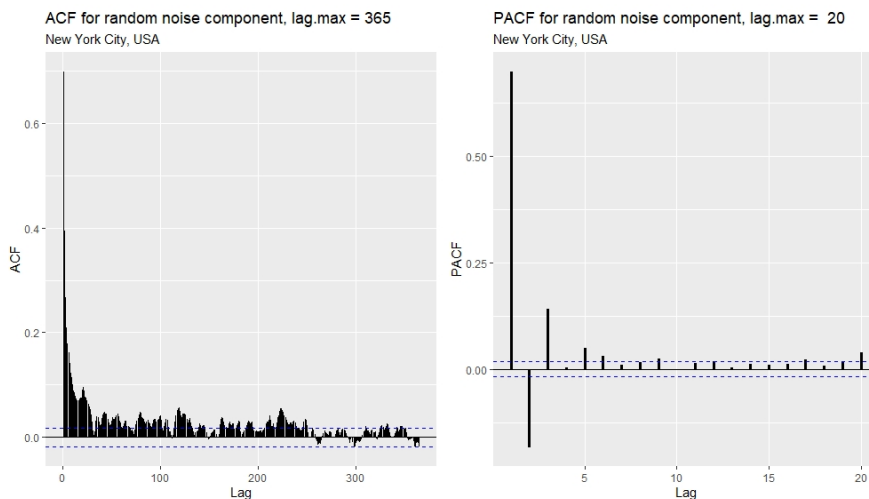 ACF for random noise component, lag.max = 365
New York City, USA
0.6
0.4
0.2
0.0
ACF
0
100
200
300
Lag
PACF for random noise component, lag.max =  20
New York City, USA
0.50
0.25
0.00
PACF
5
10
15
20
Lag